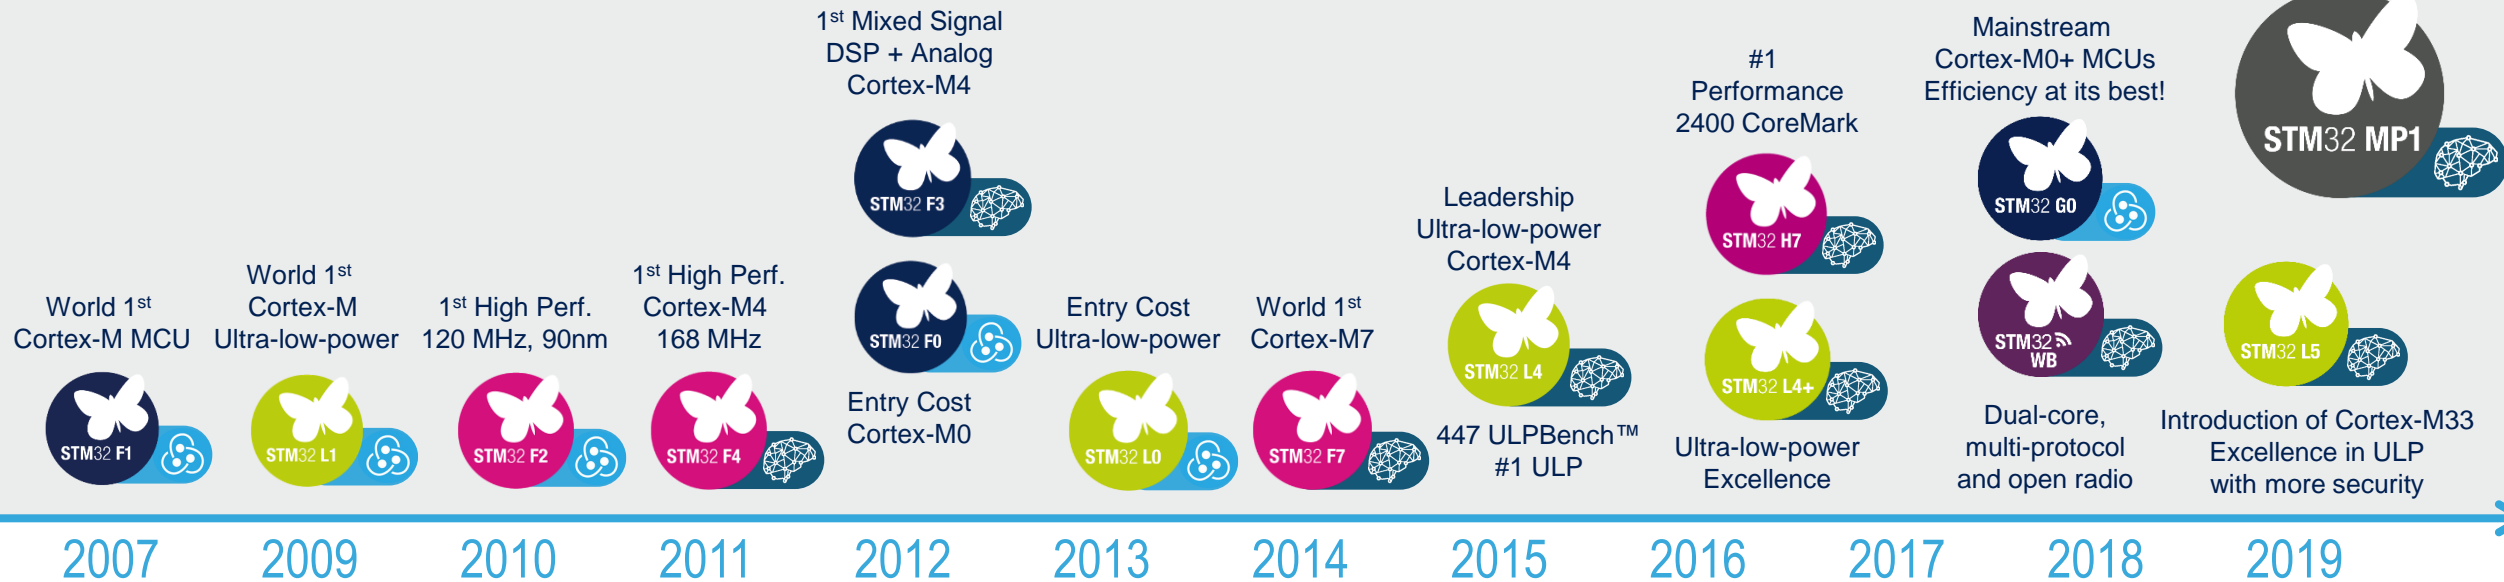 World 1st
Cortex-M MCU
STM32 F1
World 1st
Cortex-M
Ultra-low-power
STM32 L1
1st High Perf.
120 MHz, 90nm
STM32 F2
1st High Perf.
Cortex-M4
168 MHz
STM32 F4
1st Mixed Signal
DSP + Analog
Cortex-M4
STM32 F3
STM32 F0
Entry Cost
Cortex-M0
Entry Cost
Ultra-low-power
STM32 L0
World 1st
Cortex-M7
STM32 F7
Leadership
Ultra-low-power
Cortex-M4
STM32 L4
447 ULPBench™
#1 ULP
#1
Performance
2400 CoreMark
STM32 H7
STM32 L4+
Ultra-low-power
Excellence
Mainstream
Cortex-M0+ MCUs
Efficiency at its best!
STM32 G0
STM32
WB
Dual-core,
multi-protocol
and open radio
STM32 MP1
STM32 L5
Introduction of Cortex-M33
Excellence in ULP
with more security
2007
2009
2010
2011
2012
2013
2014
2015
2016
2017
2018
2019